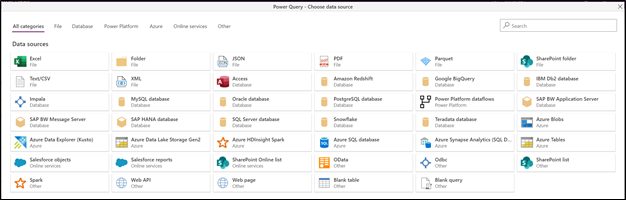 Power Query - Choose data source
All categories File Database Power Platform Azure Online services Other
Search
Data sources
Excel
File
Folder
File
JSON
File
PDF
File
Parquet
File
SharePoint folder
File
Text/CSV
File
XML
File
Access
Database
Amazon Redshift
Database
Google BigQuery
Database
IBM Db2 database
Database
Impala
Database
MySQL database
Database
Oracle database
Database
PostgreSQL database
Database
Power Platform dataflows
Power Platform
SAP BW Application Server
Database
SAP BW Message Server
Database
SAP HANA database
Database
SQL Server database
Database
Snowflake
Database
Teradata database
Database
Azure Blobs
Azure
Azure Data Explorer (Kusto)
Azure
Azure Data Lake Storage Gen2
Azure
Azure HDInsight Spark
Azure
Azure SQL database
Azure
Azure Synapse Analytics (SQL D...
Azure
Azure Tables
Azure
Salesforce objects
Online services
Salesforce reports
Online services
SharePoint Online list
Online services
OData
Other
Odbc
Other
SharePoint list
Other
Spark
Other
Web API
Other
Web page
Other
Blank table
Other
Blank query
Other